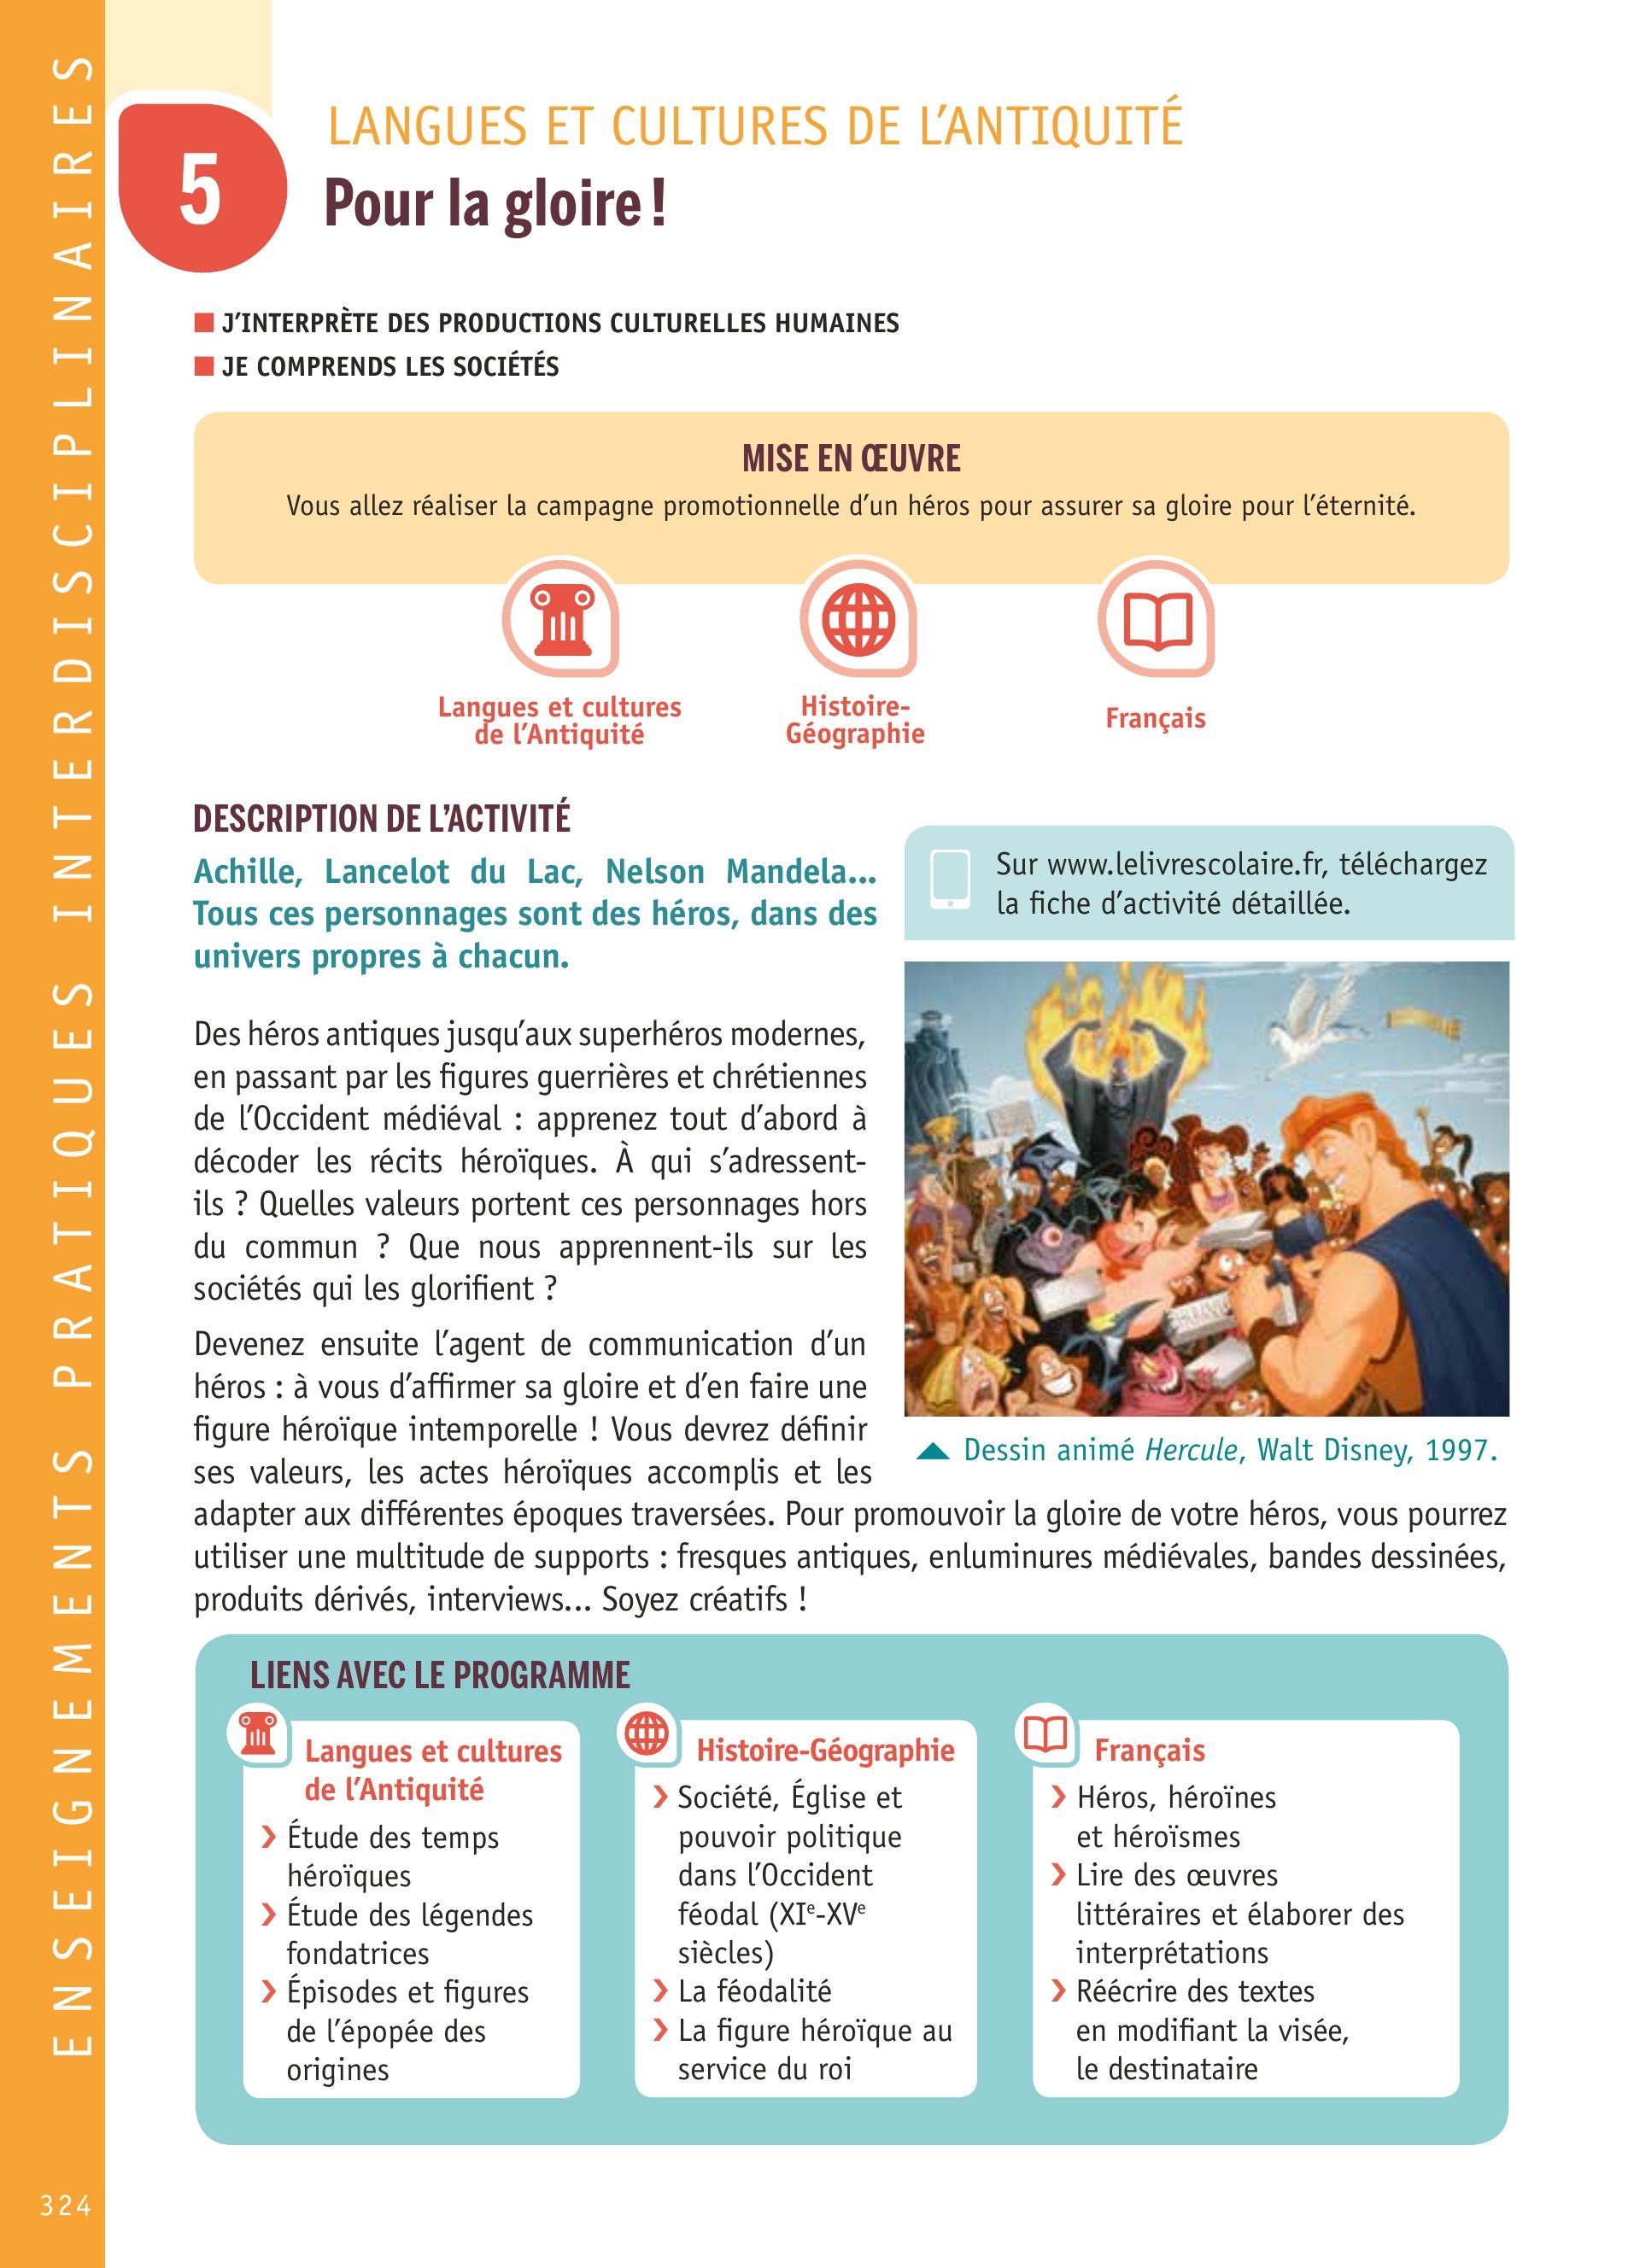 ENSEIGNEMENTS PRATIQUES INTERDISCIPLINAIRES
5
LANGUES ET CULTURES DE L'ANTIQUITÉ
Pour la gloire !
J'INTERPRÈTE DES PRODUCTIONS CULTURELLES HUMAINES
JE COMPRENDS LES SOCIÉTÉS
MISE EN ŒUVRE
Vous allez réaliser la campagne promotionnelle d'un héros pour assurer sa gloire pour l'éternité.
Langues et cultures
de l'Antiquité
Histoire-
Géographie
Français
DESCRIPTION DE L'ACTIVITÉ
Achille, Lancelot du Lac, Nelson Mandela...
Tous ces personnages sont des héros, dans des
univers propres à chacun.
Sur www.lelivrescolaire.fr, téléchargez
la fiche d'activité détaillée.
Des héros antiques jusqu'aux superhéros modernes,
en passant par les figures guerrières et chrétiennes
de l'Occident médiéval : apprenez tout d'abord à
décoder les récits héroïques. À qui s'adressent-
ils ? Quelles valeurs portent ces personnages hors
du commun ? Que nous apprennent-ils sur les
sociétés qui les glorifient ?
Devenez ensuite l'agent de communication d'un
héros : à vous d'affirmer sa gloire et d'en faire une
figure héroïque intemporelle ! Vous devrez définir
ses valeurs, les actes héroïques accomplis et les
adapter aux différentes époques traversées. Pour promouvoir la gloire de votre héros, vous pourrez
utiliser une multitude de supports : fresques antiques, enluminures médiévales, bandes dessinées,
produits dérivés, interviews... Soyez créatifs !
Dessin animé Hercule, Walt Disney, 1997.
LIENS AVEC LE PROGRAMME
Langues et cultures
de l'Antiquité
Étude des temps
héroïques
Étude des légendes
fondatrices
Épisodes et figures
de l'épopée des
origines
Histoire-Géographie
Société, Église et
pouvoir politique
dans l'Occident
féodal (XIe-XVe
siècles)
La féodalité
La figure héroïque au
service du roi
Français
Héros, héroïnes
et héroïsmes
Lire des œuvres
littéraires et élaborer des
interprétations
Réécrire des textes
en modifiant la visée,
le destinataire
324